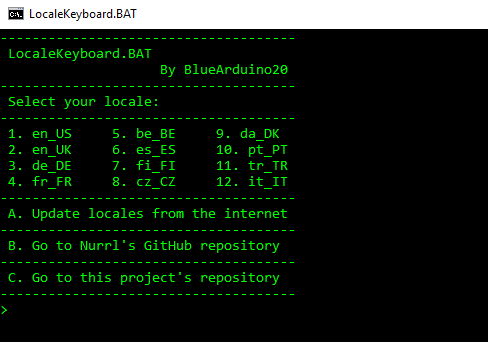 LocaleKeyboard.BAT
-------------------------------------
LocaleKeyboard.BAT
By BlueArduino20
-------------------------------------
Select your locale:
-------------------------------------
1. en_US     5. be_BE     9. da_DK
2. en_UK     6. es_ES     10. pt_PT
3. de_DE     7. fi_FI     11. tr_TR
4. fr_FR     8. cz_CZ     12. it_IT
-------------------------------------
A. Update locales from the internet
-------------------------------------
B. Go to Nurrl's GitHub repository
-------------------------------------
C. Go to this project's repository
-------------------------------------
>